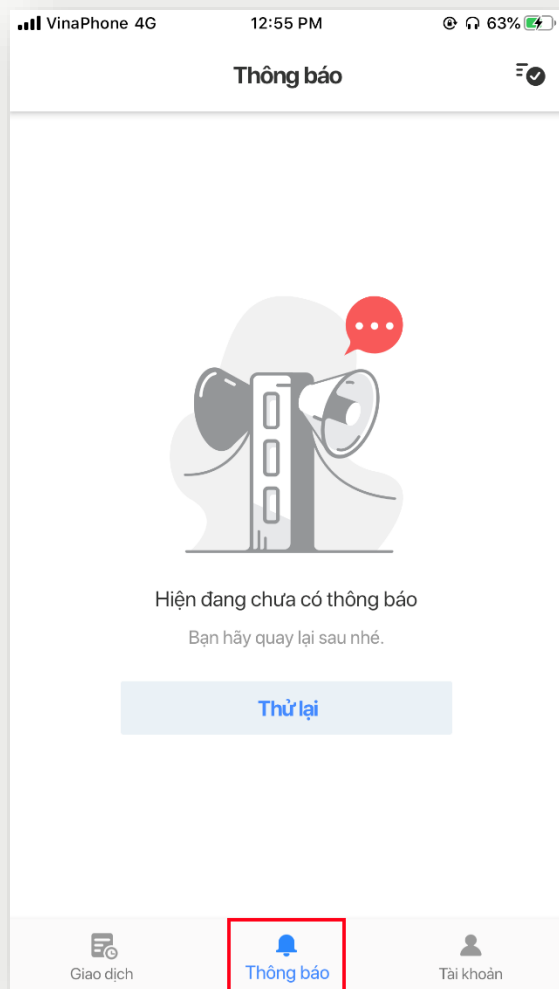 VinaPhone 4G 12:55 PM 63%
Thông báo
Hiện đang chưa có thông báo
Bạn hãy quay lại sau nhé.
Thử lại
Giao dịch Thông báo Tài khoản